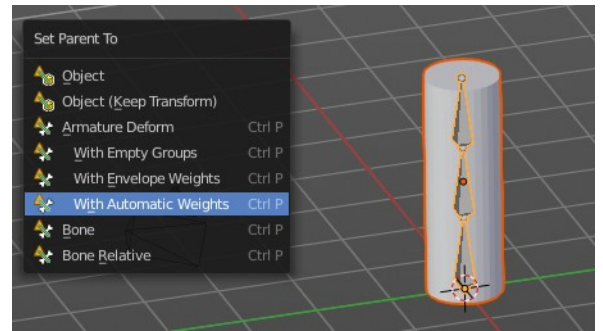 Set Parent To
Object
Object (Keep Transform)
Armature Deform Ctrl P
With Empty Groups Ctrl P
With Envelope Weights Ctrl P
With Automatic Weights Ctrl P
Bone Ctrl P
Bone Relative Ctrl P